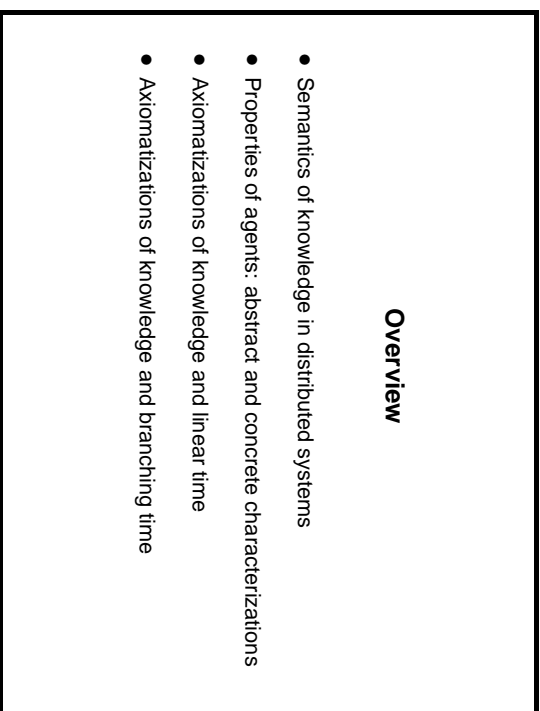 Overview
● Semantics of knowledge in distributed systems
● Properties of agents: abstract and concrete characterizations
● Axiomatizations of knowledge and linear time
● Axiomatizations of knowledge and branching time